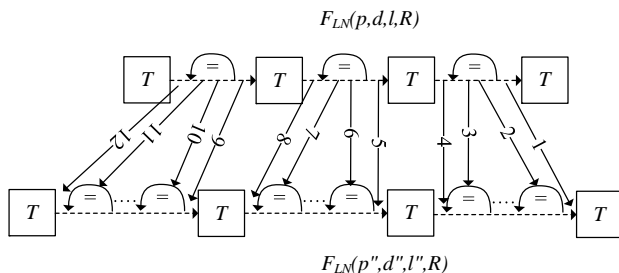 F_LN(p,d,l,R)
= = =
T T T T
12 11 10 9 8 7 6 5 4 3 2 1
= ..... = = ..... = = ..... =
T T T T
F_LN(p",d",l",R)